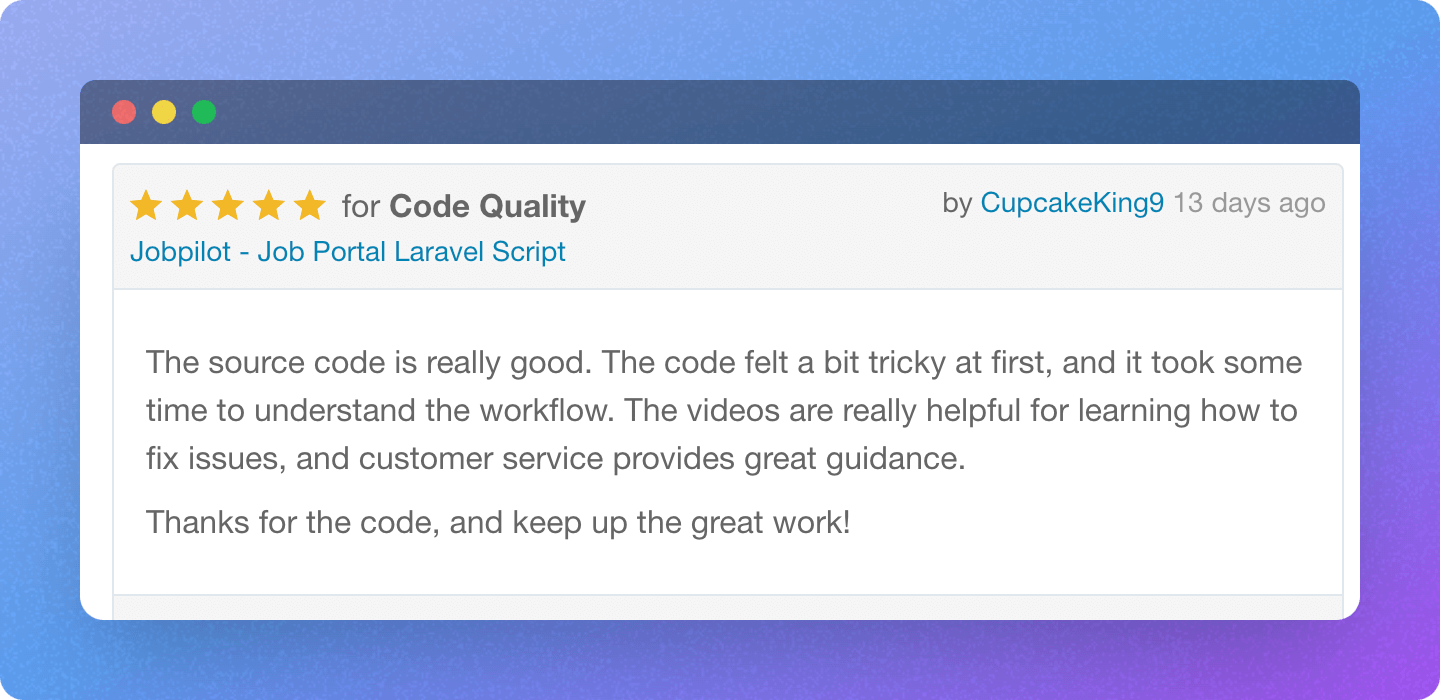 for Code Quality
by CupcakeKing9 13 days ago
Jobpilot - Job Portal Laravel Script
The source code is really good. The code felt a bit tricky at first, and it took some
time to understand the workflow. The videos are really helpful for learning how to
fix issues, and customer service provides great guidance.
Thanks for the code, and keep up the great work!